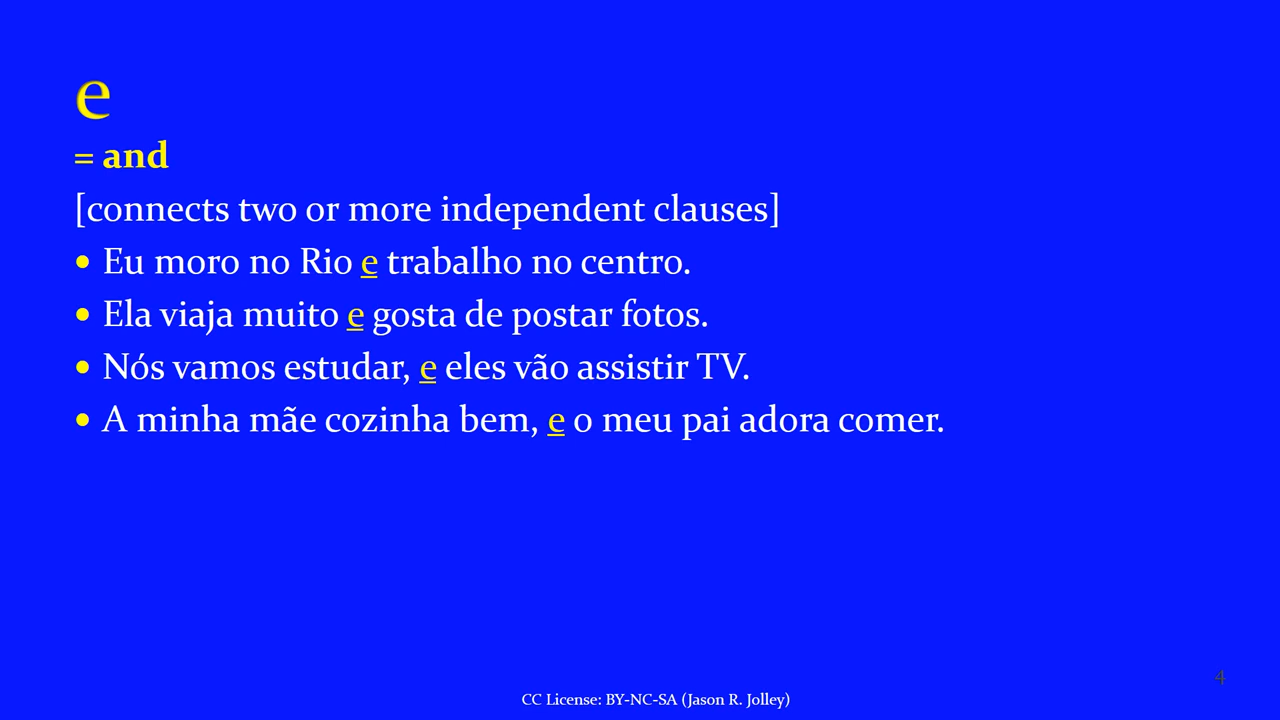 e
= and
[connects two or more independent clauses]
• Eu moro no Rio e trabalho no centro.
• Ela viaja muito e gosta de postar fotos.
• Nós vamos estudar, e eles vão assistir TV.
• A minha mãe cozinha bem, e o meu pai adora comer.
4
CC License: BY-NC-SA (Jason R. Jolley)